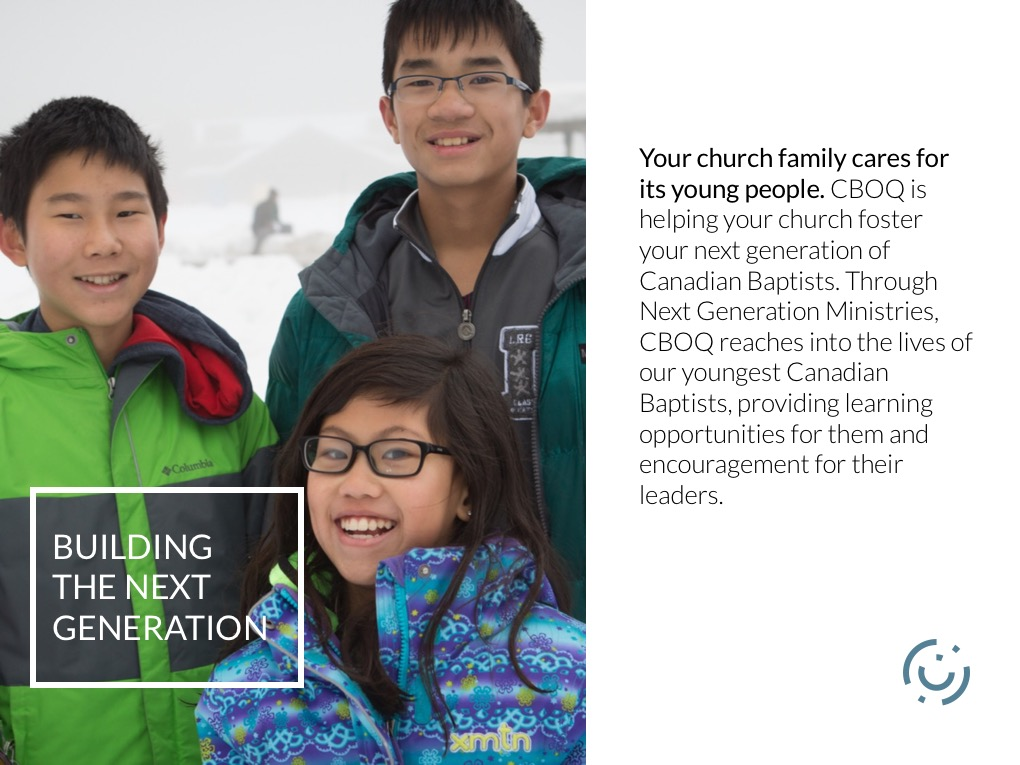 Columbia
BUILDING
THE NEXT
GENERATION
xmtn
Your church family cares for
its young people. CBOQ is
helping your church foster
your next generation of
Canadian Baptists. Through
Next Generation Ministries,
CBOQ reaches into the lives of
our youngest Canadian
Baptists, providing learning
opportunities for them and
encouragement for their
leaders.